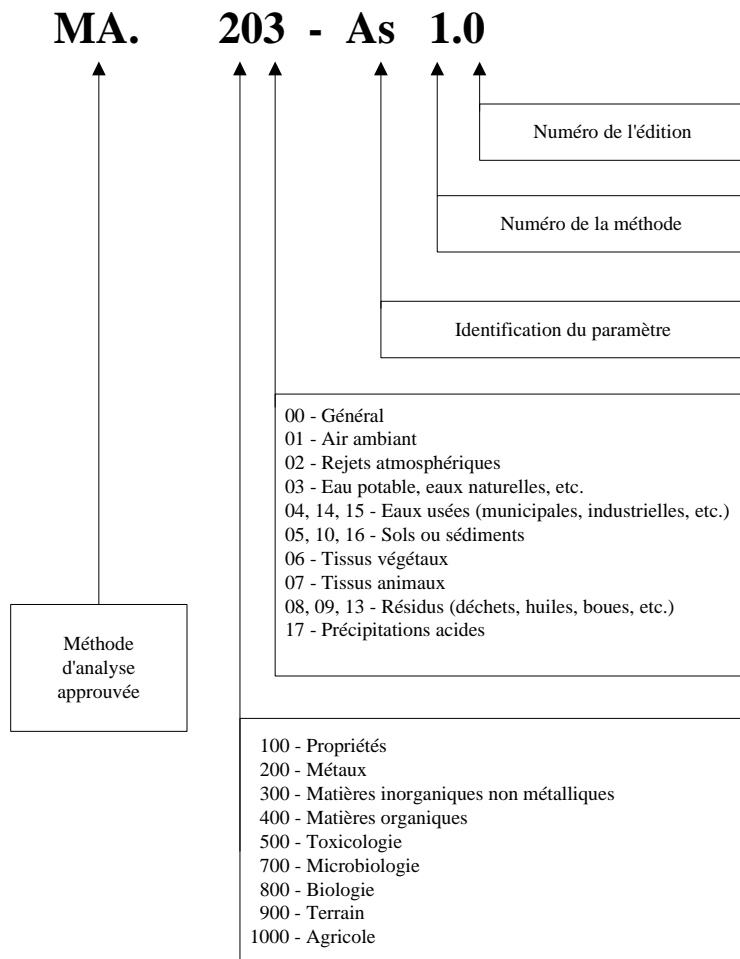 MA. 203 - As 1.0
Numéro de l'édition
Numéro de la méthode
Identification du paramètre
00 - Général
01 - Air ambiant
02 - Rejets atmosphériques
03 - Eau potable, eaux naturelles, etc.
04, 14, 15 - Eaux usées (municipales, industrielles, etc.)
05, 10, 16 - Sols ou sédiments
06 - Tissus végétaux
07 - Tissus animaux
08, 09, 13 - Résidus (déchets, huiles, boues, etc.)
17 - Précipitations acides
Méthode
d'analyse
approuvée
100 - Propriétés
200 - Métaux
300 - Matières inorganiques non métalliques
400 - Matières organiques
500 - Toxicologie
700 - Microbiologie
800 - Biologie
900 - Terrain
1000 - Agricole